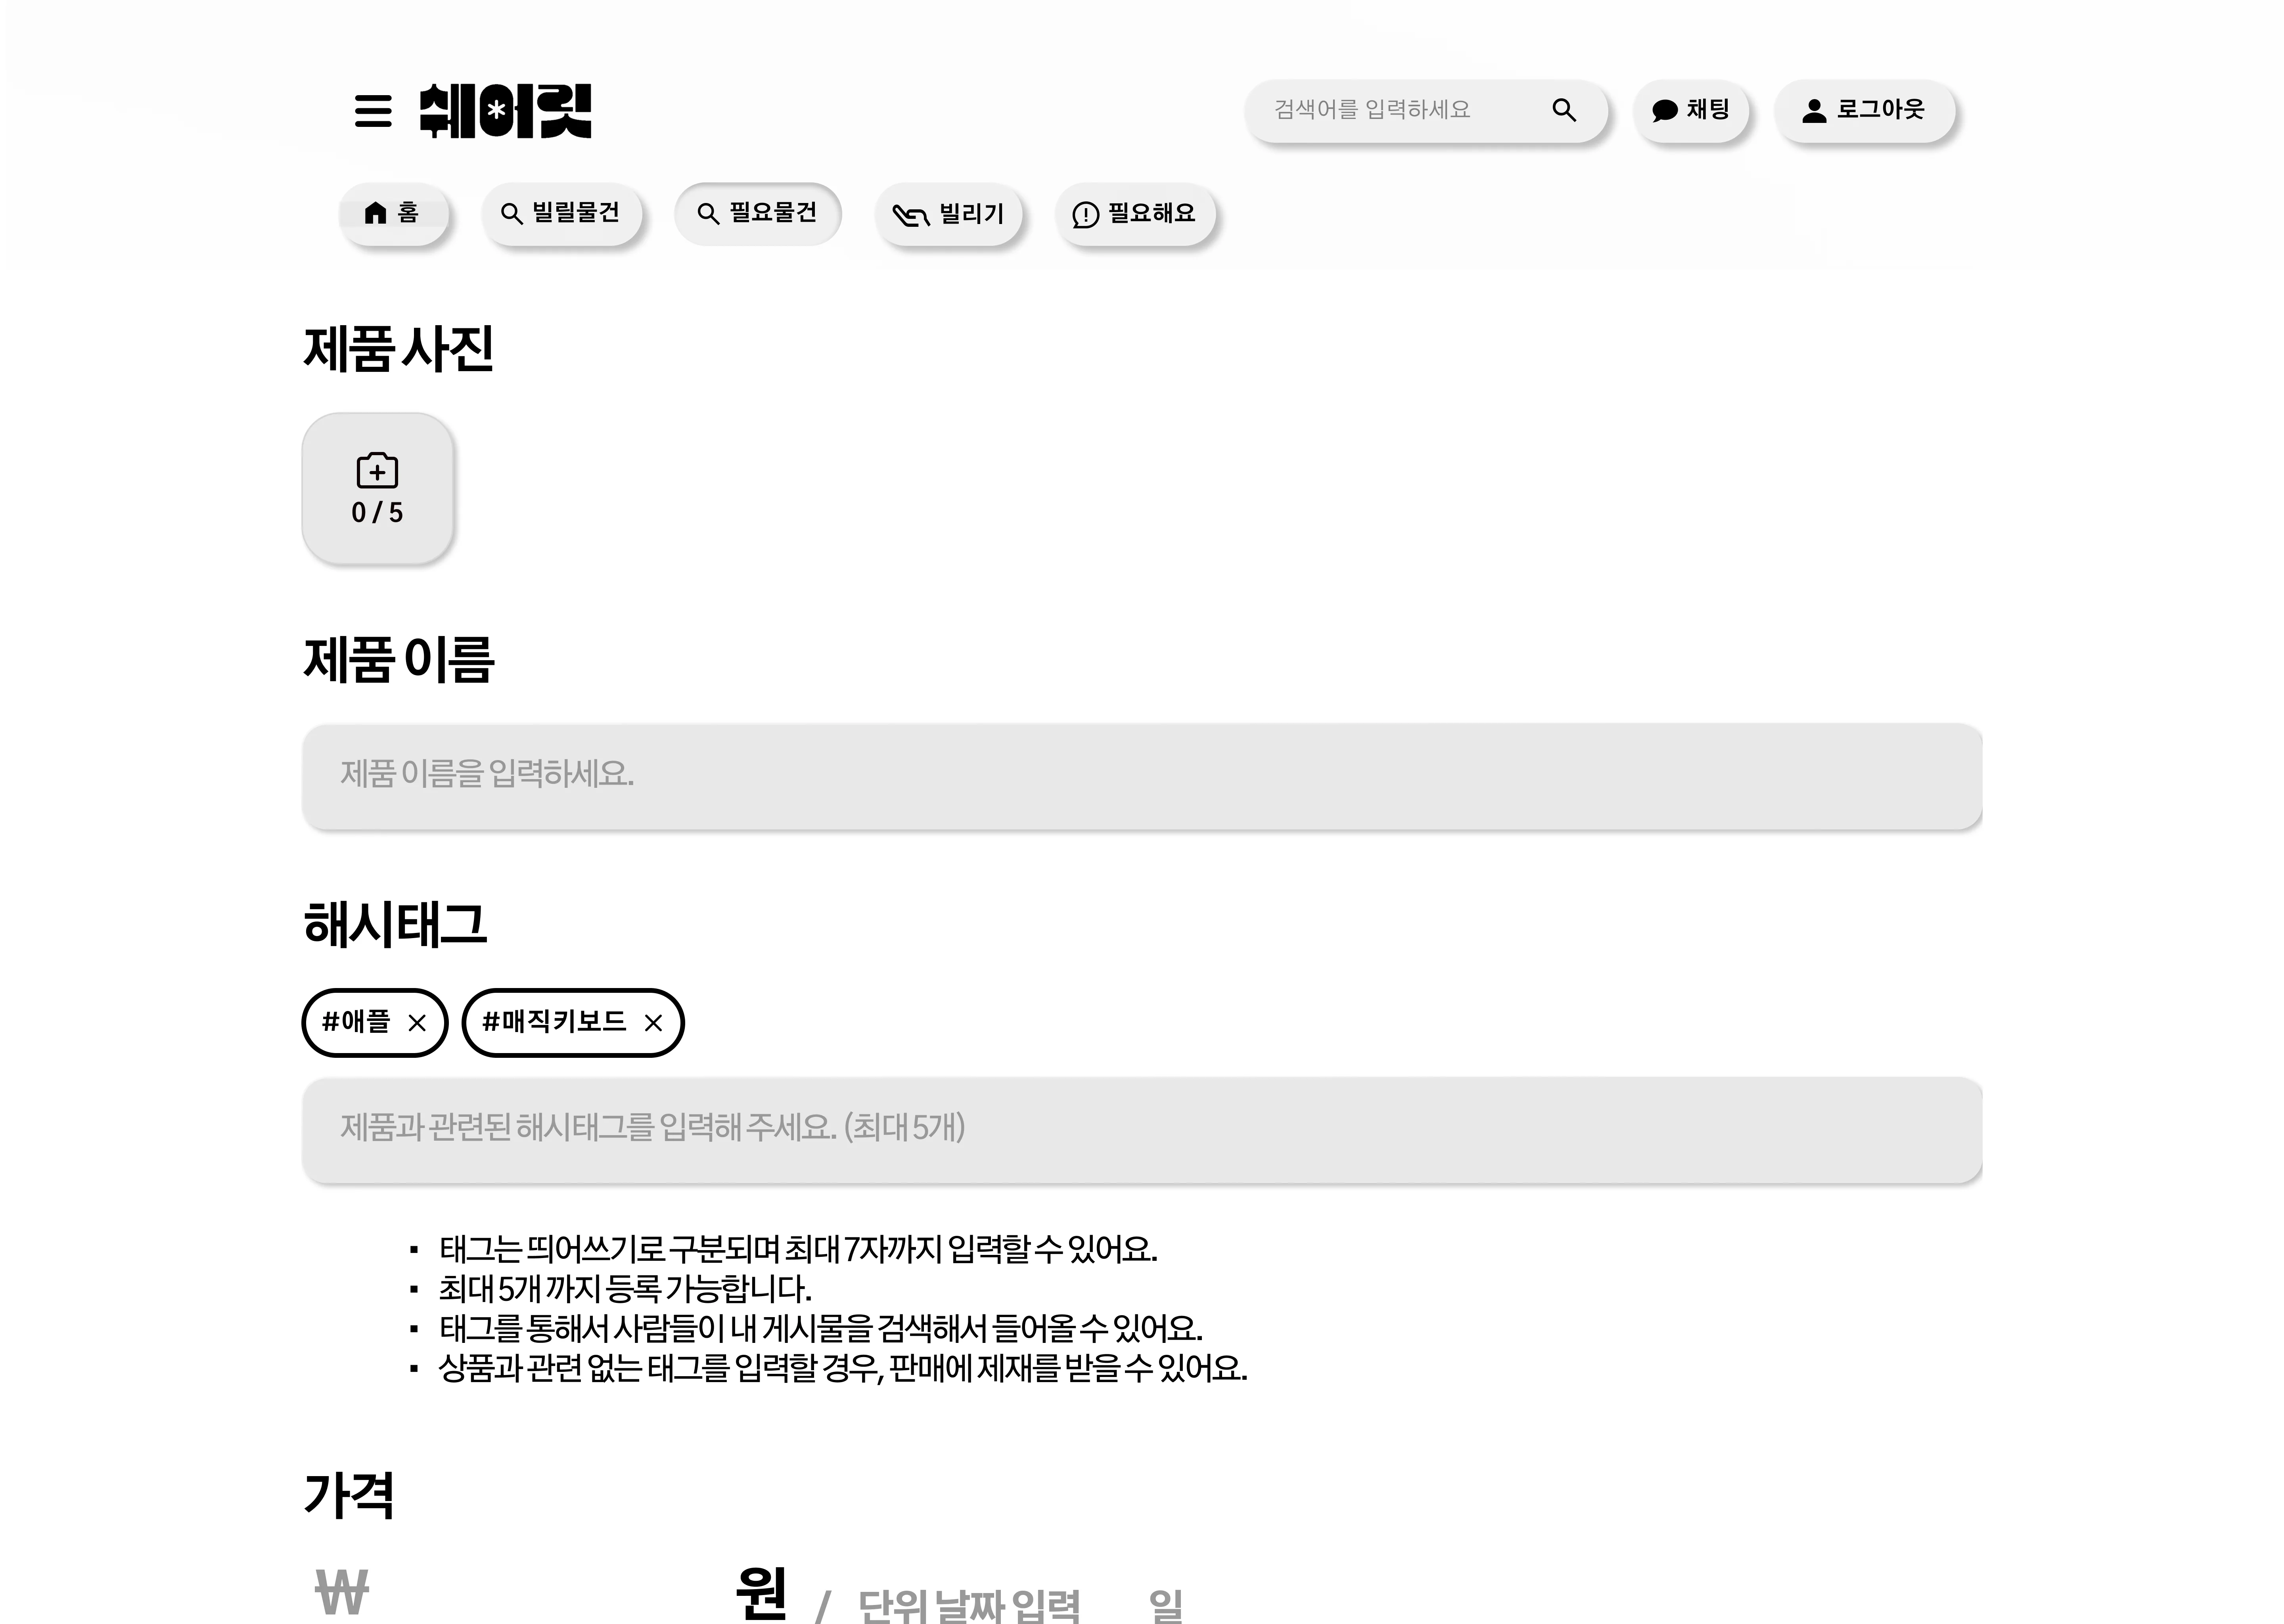 쉐어릿
검색어를 입력하세요
채팅
로그아웃
홈
빌릴물건
필요물건
빌리기
필요해요
제품 사진
0 / 5
제품 이름
제품 이름을 입력하세요.
해시태그
#애플
#매직키보드
제품과 관련된 해시태그를 입력해 주세요. (최대 5개)
▪ 태그는 띄어쓰기로 구분되며 최대 7자까지 입력할 수 있어요.
▪ 최대 5개 까지 등록 가능합니다.
▪ 태그를 통해서 사람들이 내 게시물을 검색해서 들어올 수 있어요.
▪ 상품과 관련 없는 태그를 입력할 경우, 판매에 제재를 받을 수 있어요.
가격
₩ 원 / 단위 날짜 입력 일